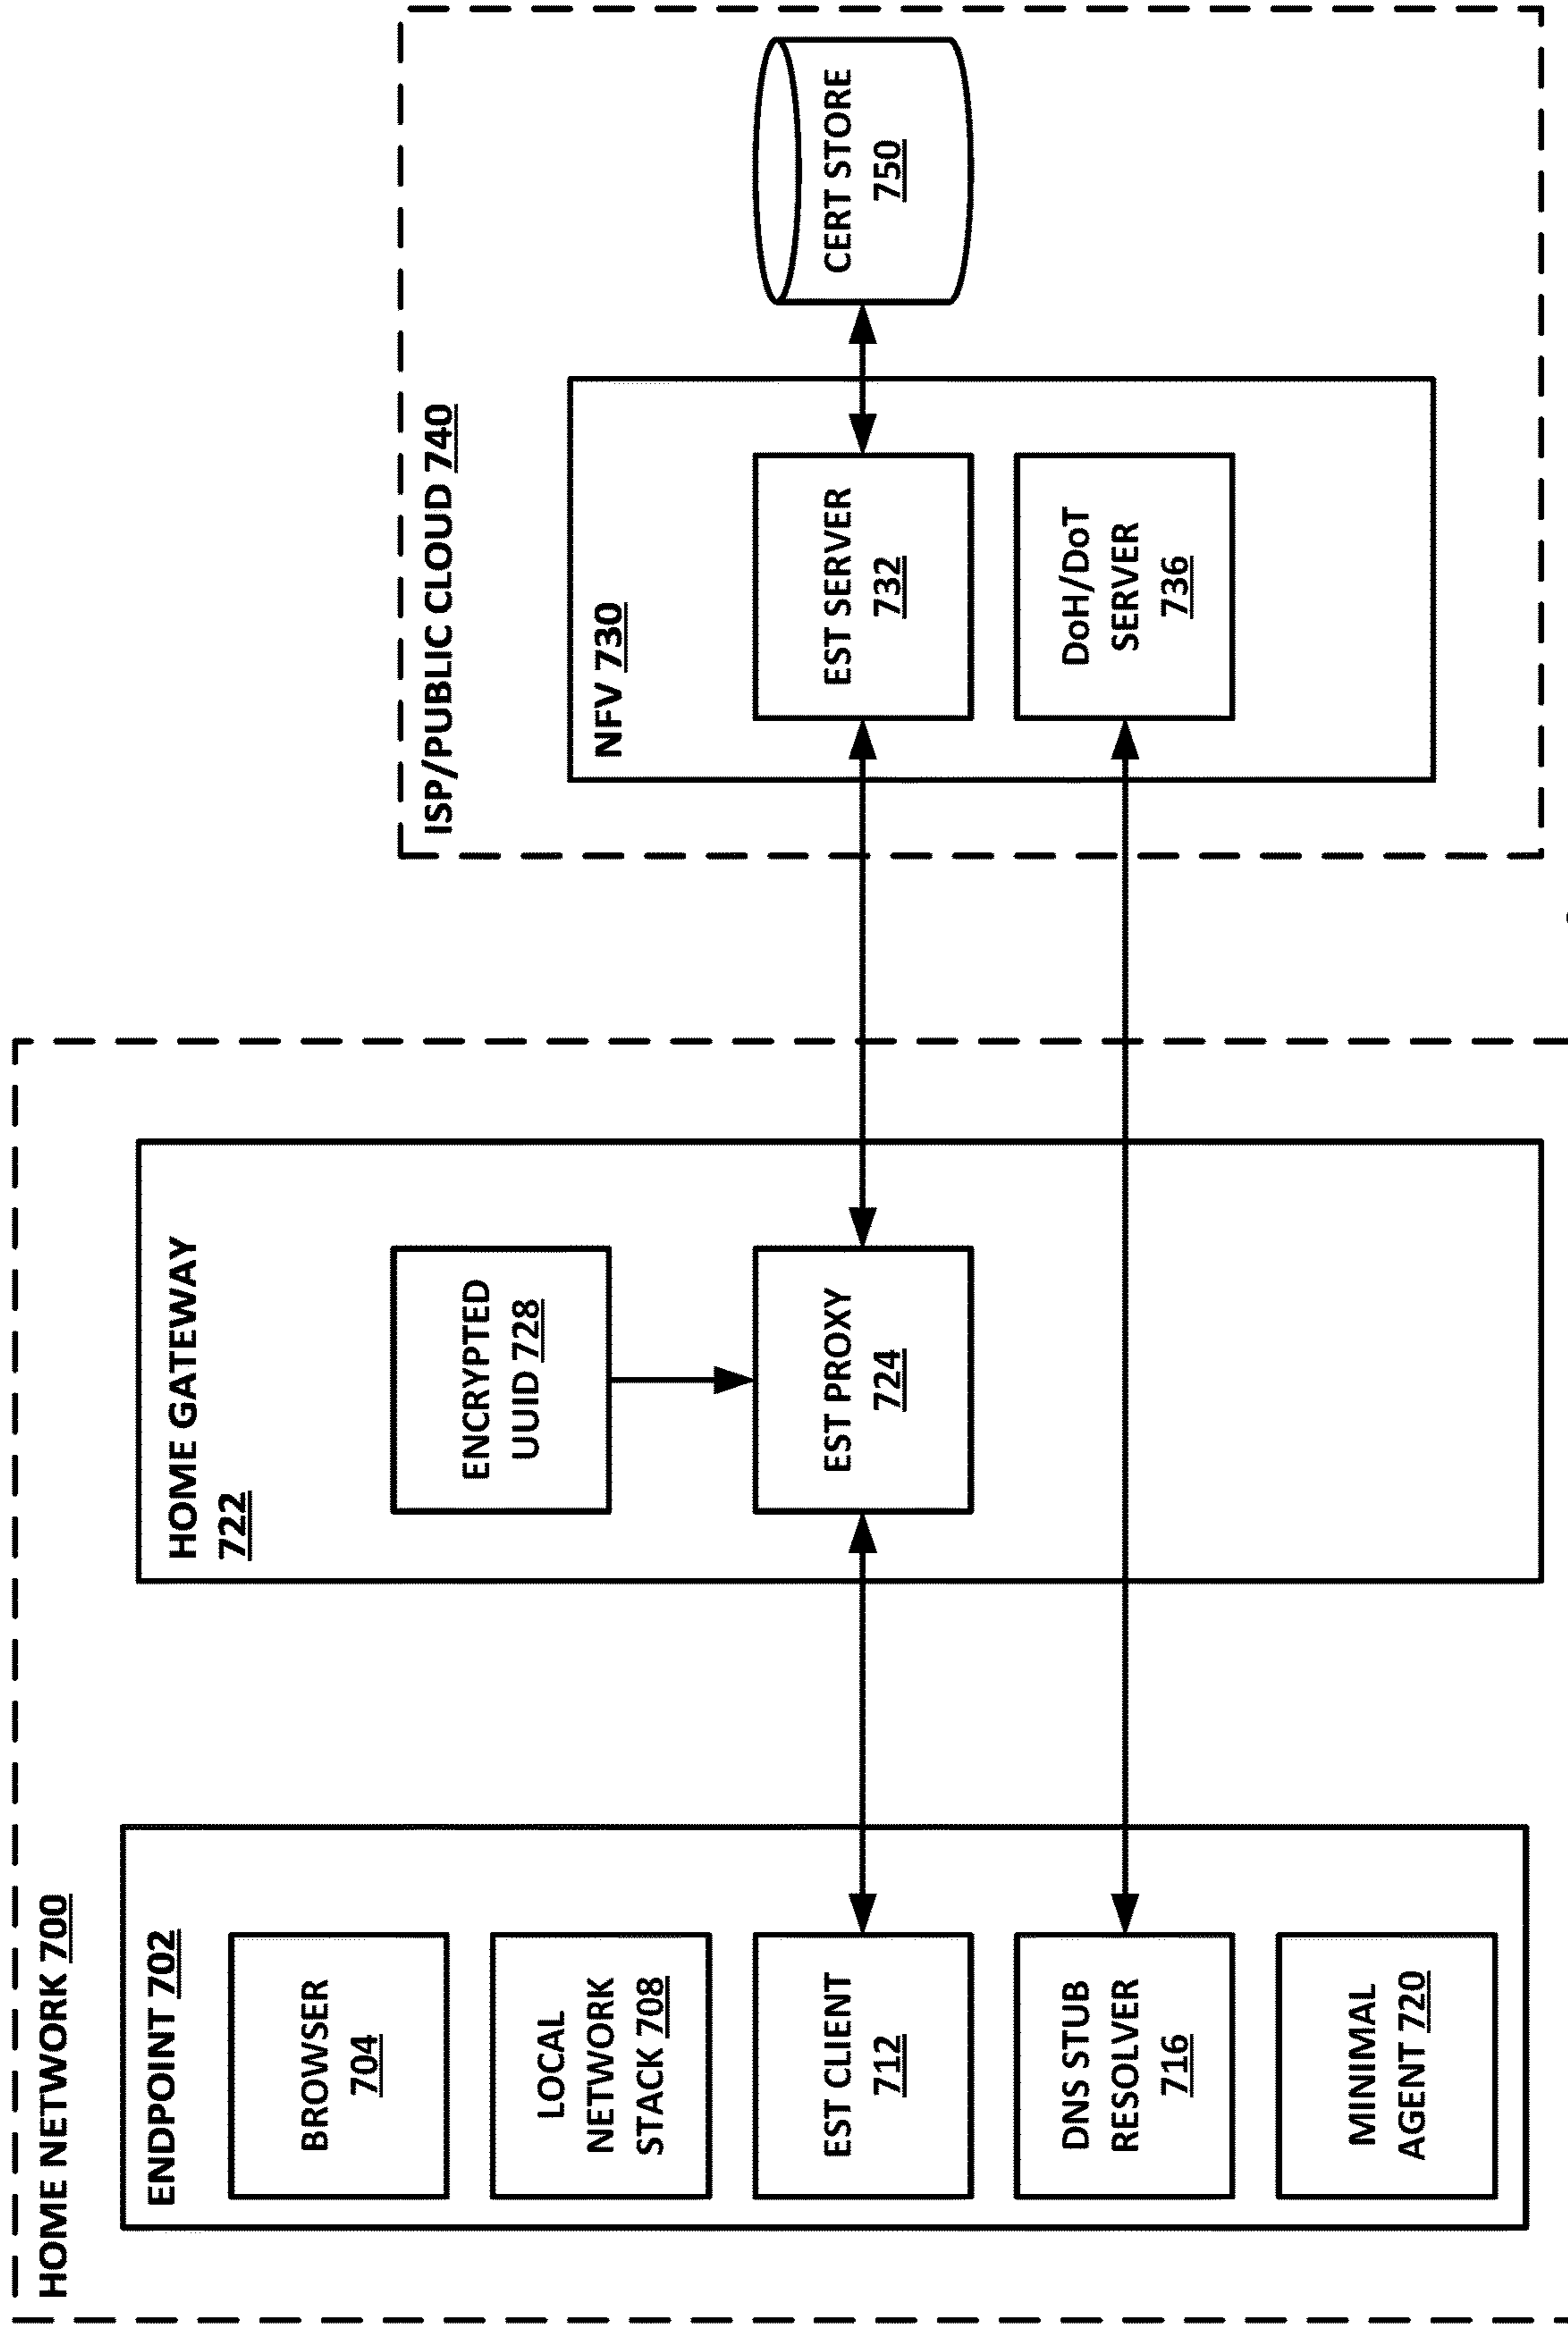 HOME NETWORK 700
ENDPOINT 702
BROWSER
704
LOCAL
NETWORK
STACK 708
EST CLIENT
712
DNS STUB
RESOLVER
716
MINIMAL
AGENT 720
HOME GATEWAY
722
ENCRYPTED
UUID 728
EST PROXY
724
ISP/PUBLIC CLOUD 740
NFV 730
EST SERVER
732
DoH/DoT
SERVER
736
CERT STORE
750